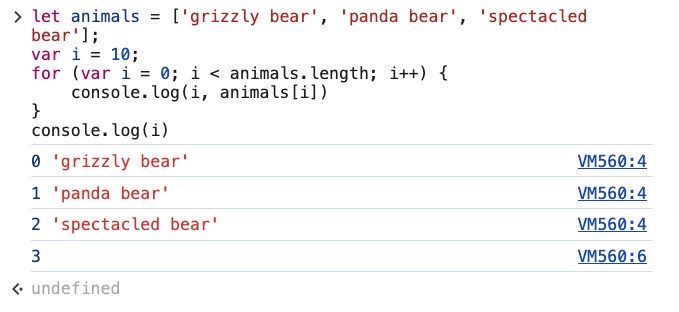 let animals = ['grizzly bear', 'panda bear', 'spectacled
bear'];
var i = 10;
for (var i = 0; i < animals.length; i++) {
    console.log(i, animals[i])
}
console.log(i)
0 'grizzly bear' VM560:4
1 'panda bear' VM560:4
2 'spectacled bear' VM560:4
3 VM560:6
undefined